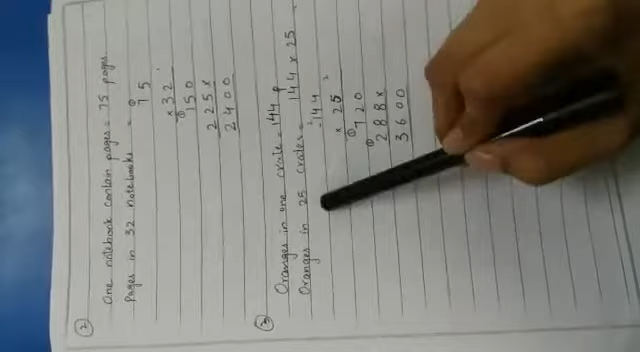 ② One notebook contain pages = 75 pages
Pages in 32 notebooks = 75
× 32
150
225×
2400
③ Oranges in one crate = 144
Oranges in 25 crates = 144 × 25
144
× 25
720
288×
3600